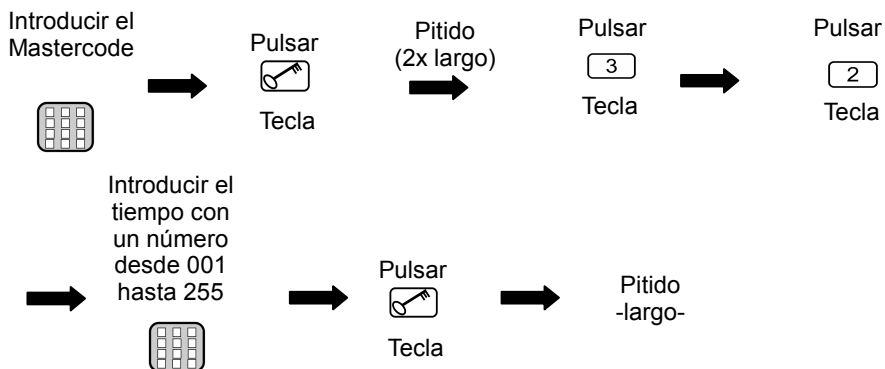 Introducir el
Mastercode
Pulsar
Tecla
Pitido
(2x largo)
Pulsar
3
Tecla
Pulsar
2
Tecla
Introducir el
tiempo con
un número
desde 001
hasta 255
Pulsar
Tecla
Pitido
-largo-